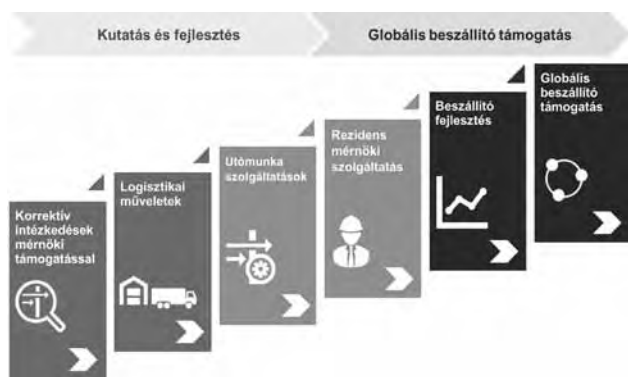 Kutatás és fejlesztés
Globális beszállító támogatás
Korrektív
intézkedések
mérnöki
támogatással
Logisztikai
műveletek
Utómunka
szolgáltatások
Rezidens
mérnöki
szolgáltatás
Beszállító
fejlesztés
Globális
beszállító
támogatás